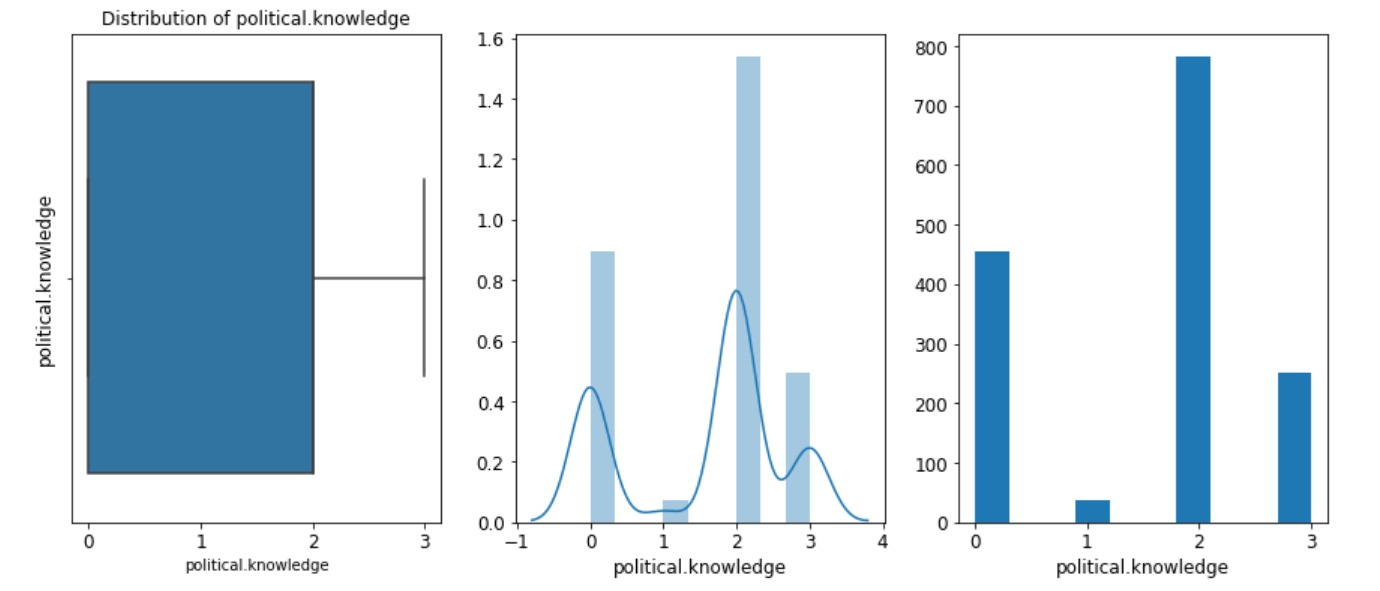 Distribution of political.knowledge
political.knowledge
0 1 2 3
political.knowledge
1.6
1.4
1.2
1.0
0.8
0.6
0.4
0.2
0.0
−1 0 1 2 3 4
political.knowledge
800
700
600
500
400
300
200
100
0
0 1 2 3
political.knowledge